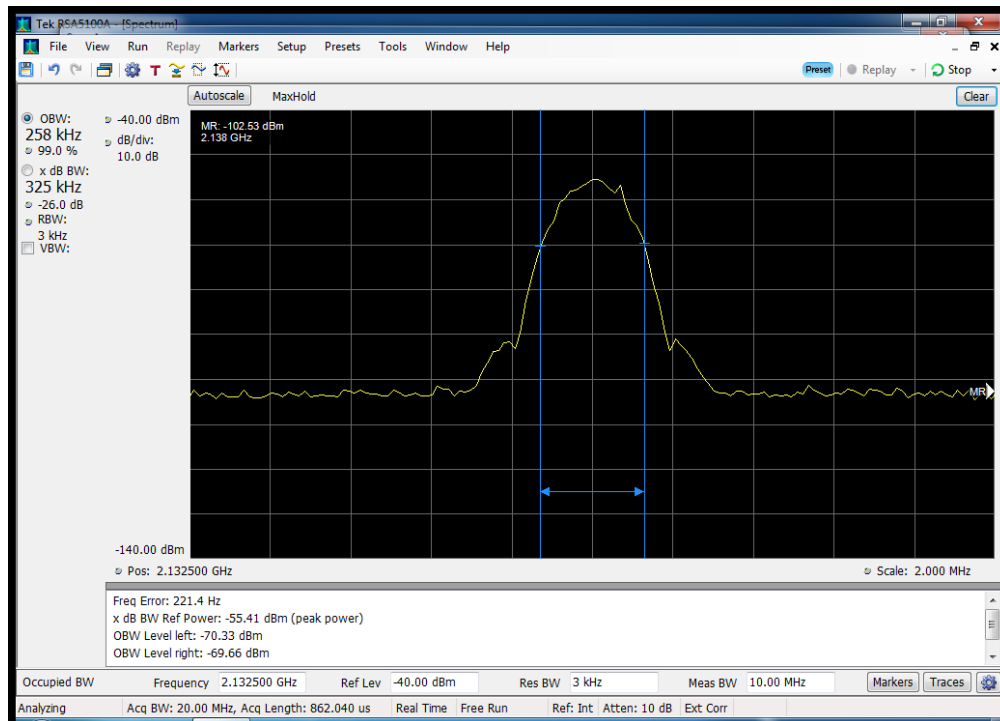 Tek RSA5100A - [Spectrum]
File View Run Replay Markers Setup Presets Tools Window Help
T Preset Replay Stop
Autoscale MaxHold Clear
OBW:
258 kHz
99.0 %
x dB BW:
325 kHz
-26.0 dB
RBW:
3 kHz
VBW:
-40.00 dBm
dB/div:
10.0 dB
MR: -102.53 dBm
2.138 GHz
MR
-140.00 dBm
Pos: 2.132500 GHz Scale: 2.000 MHz
Freq Error: 221.4 Hz
x dB BW Ref Power: -55.41 dBm (peak power)
OBW Level left: -70.33 dBm
OBW Level right: -69.66 dBm
Occupied BW Frequency 2.132500 GHz Ref Lev -40.00 dBm Res BW 3 kHz Meas BW 10.00 MHz Markers Traces
Analyzing Acq BW: 20.00 MHz, Acq Length: 862.040 us Real Time Free Run Ref: Int Atten: 10 dB Ext Corr